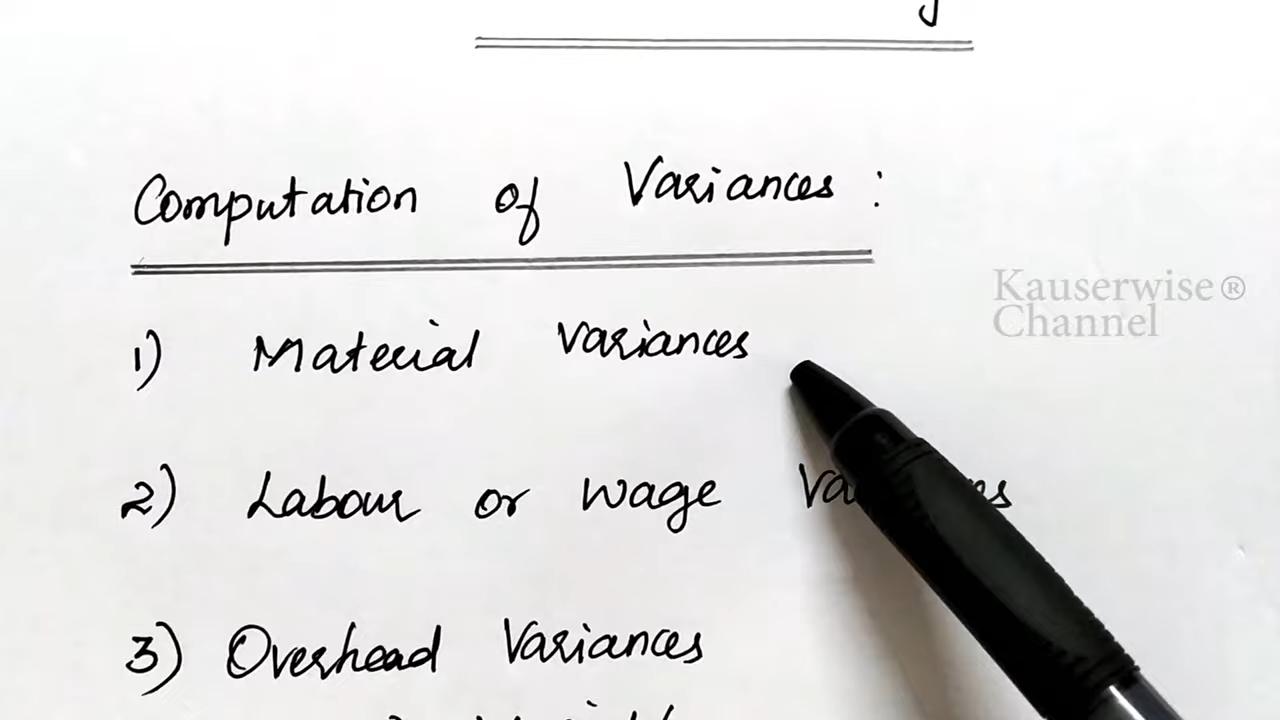 Computation of Variances :
Kauserwise®
Channel
1) Material Variances
2) Labour or Wage
3) Overhead Variances